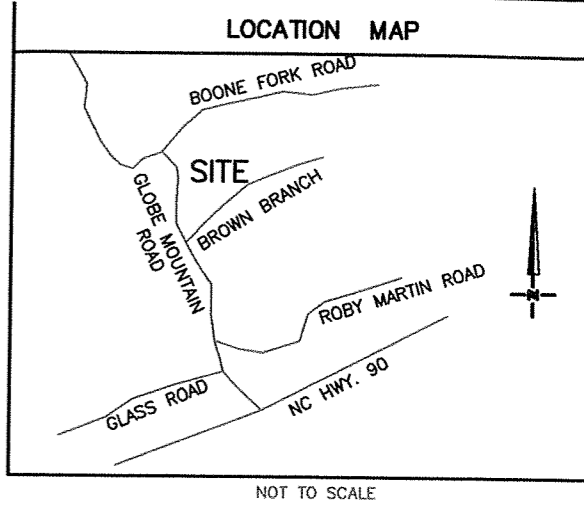 LOCATION MAP
BOONE FORK ROAD
SITE
GLOBE MOUNTAIN
ROAD
BROWN BRANCH
ROBY MARTIN ROAD
GLASS ROAD
NC HWY. 90
N
NOT TO SCALE